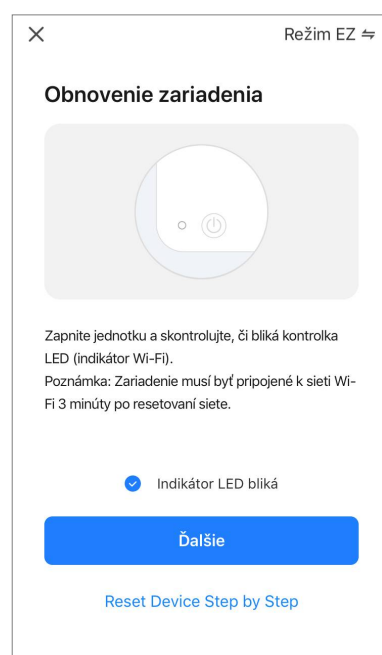 Režim EZ ⇋
Obnovenie zariadenia
Zapnite jednotku a skontrolujte, či bliká kontrolka
LED (indikátor Wi-Fi).
Poznámka: Zariadenie musí byť pripojené k sieti Wi-
Fi 3 minúty po resetovaní siete.
Indikátor LED bliká
Ďalšie
Reset Device Step by Step